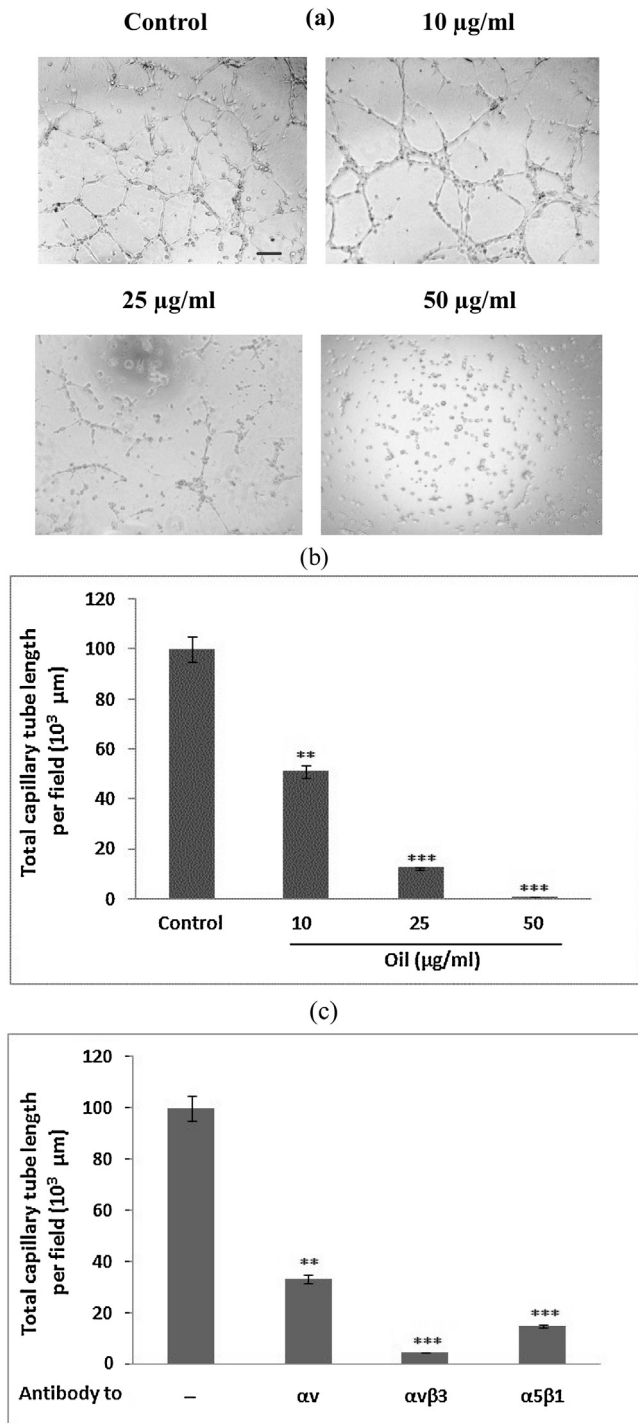 Control (a) 10 µg/ml
25 µg/ml 50 µg/ml
(b)
Total capillary tube length
per field (10³ µm)
120
100
80
60
40
20
0
**
***
***
Control 10 25 50
Oil (µg/ml)
(c)
Total capillary tube length
per field (10³ µm)
120
100
80
60
40
20
0
**
***
***
Antibody to – αv αvβ3 α5β1